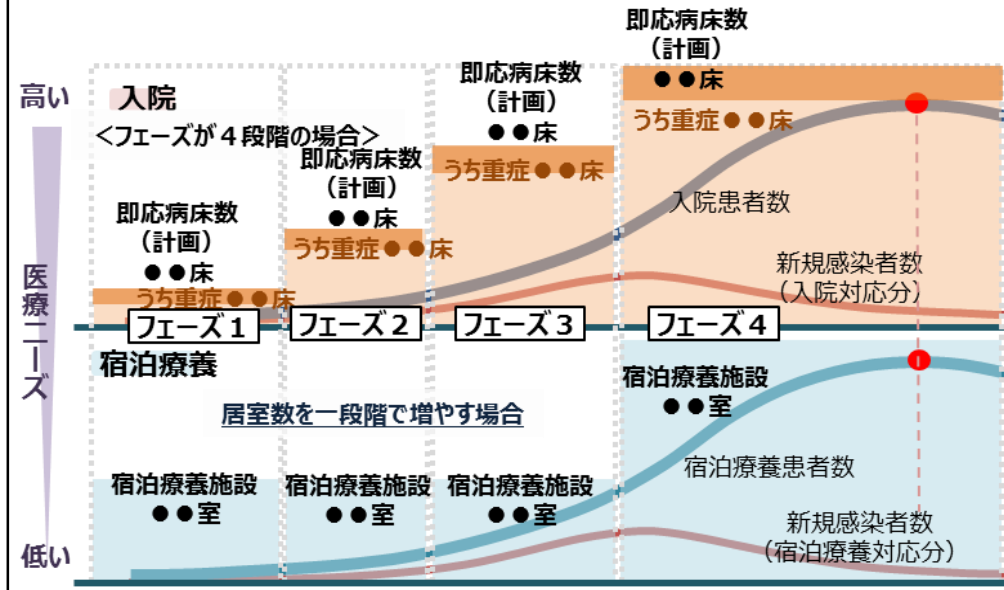 高い
医療ニーズ
低い
入院
<フェーズが４段階の場合>
即応病床数
（計画）
●●床
うち重症●●床
フェーズ１
即応病床数
（計画）
●●床
うち重症●●床
フェーズ２
即応病床数
（計画）
●●床
うち重症●●床
フェーズ３
即応病床数
（計画）
●●床
うち重症●●床
フェーズ４
入院患者数
新規感染者数
（入院対応分）
宿泊療養
居室数を一段階で増やす場合
宿泊療養施設
●●室
宿泊療養施設
●●室
宿泊療養施設
●●室
宿泊療養施設
●●室
宿泊療養患者数
新規感染者数
（宿泊療養対応分）